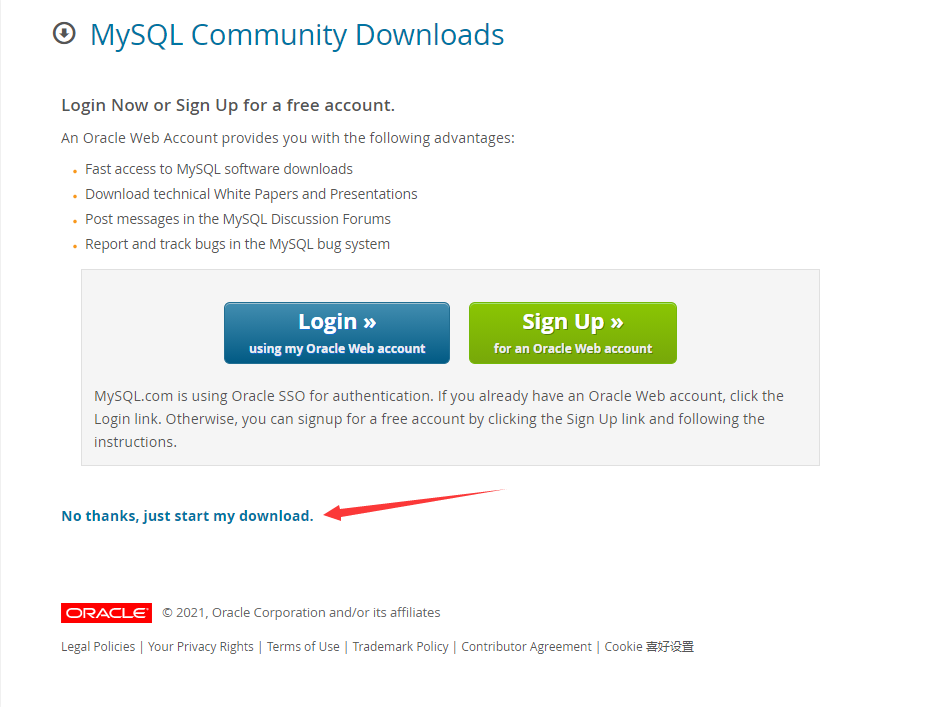 MySQL Community Downloads
Login Now or Sign Up for a free account.
An Oracle Web Account provides you with the following advantages:
Fast access to MySQL software downloads
Download technical White Papers and Presentations
Post messages in the MySQL Discussion Forums
Report and track bugs in the MySQL bug system
Login »
using my Oracle Web account
Sign Up »
for an Oracle Web account
MySQL.com is using Oracle SSO for authentication. If you already have an Oracle Web account, click the
Login link. Otherwise, you can signup for a free account by clicking the Sign Up link and following the
instructions.
No thanks, just start my download.
ORACLE © 2021, Oracle Corporation and/or its affiliates
Legal Policies | Your Privacy Rights | Terms of Use | Trademark Policy | Contributor Agreement | Cookie 喜好设置